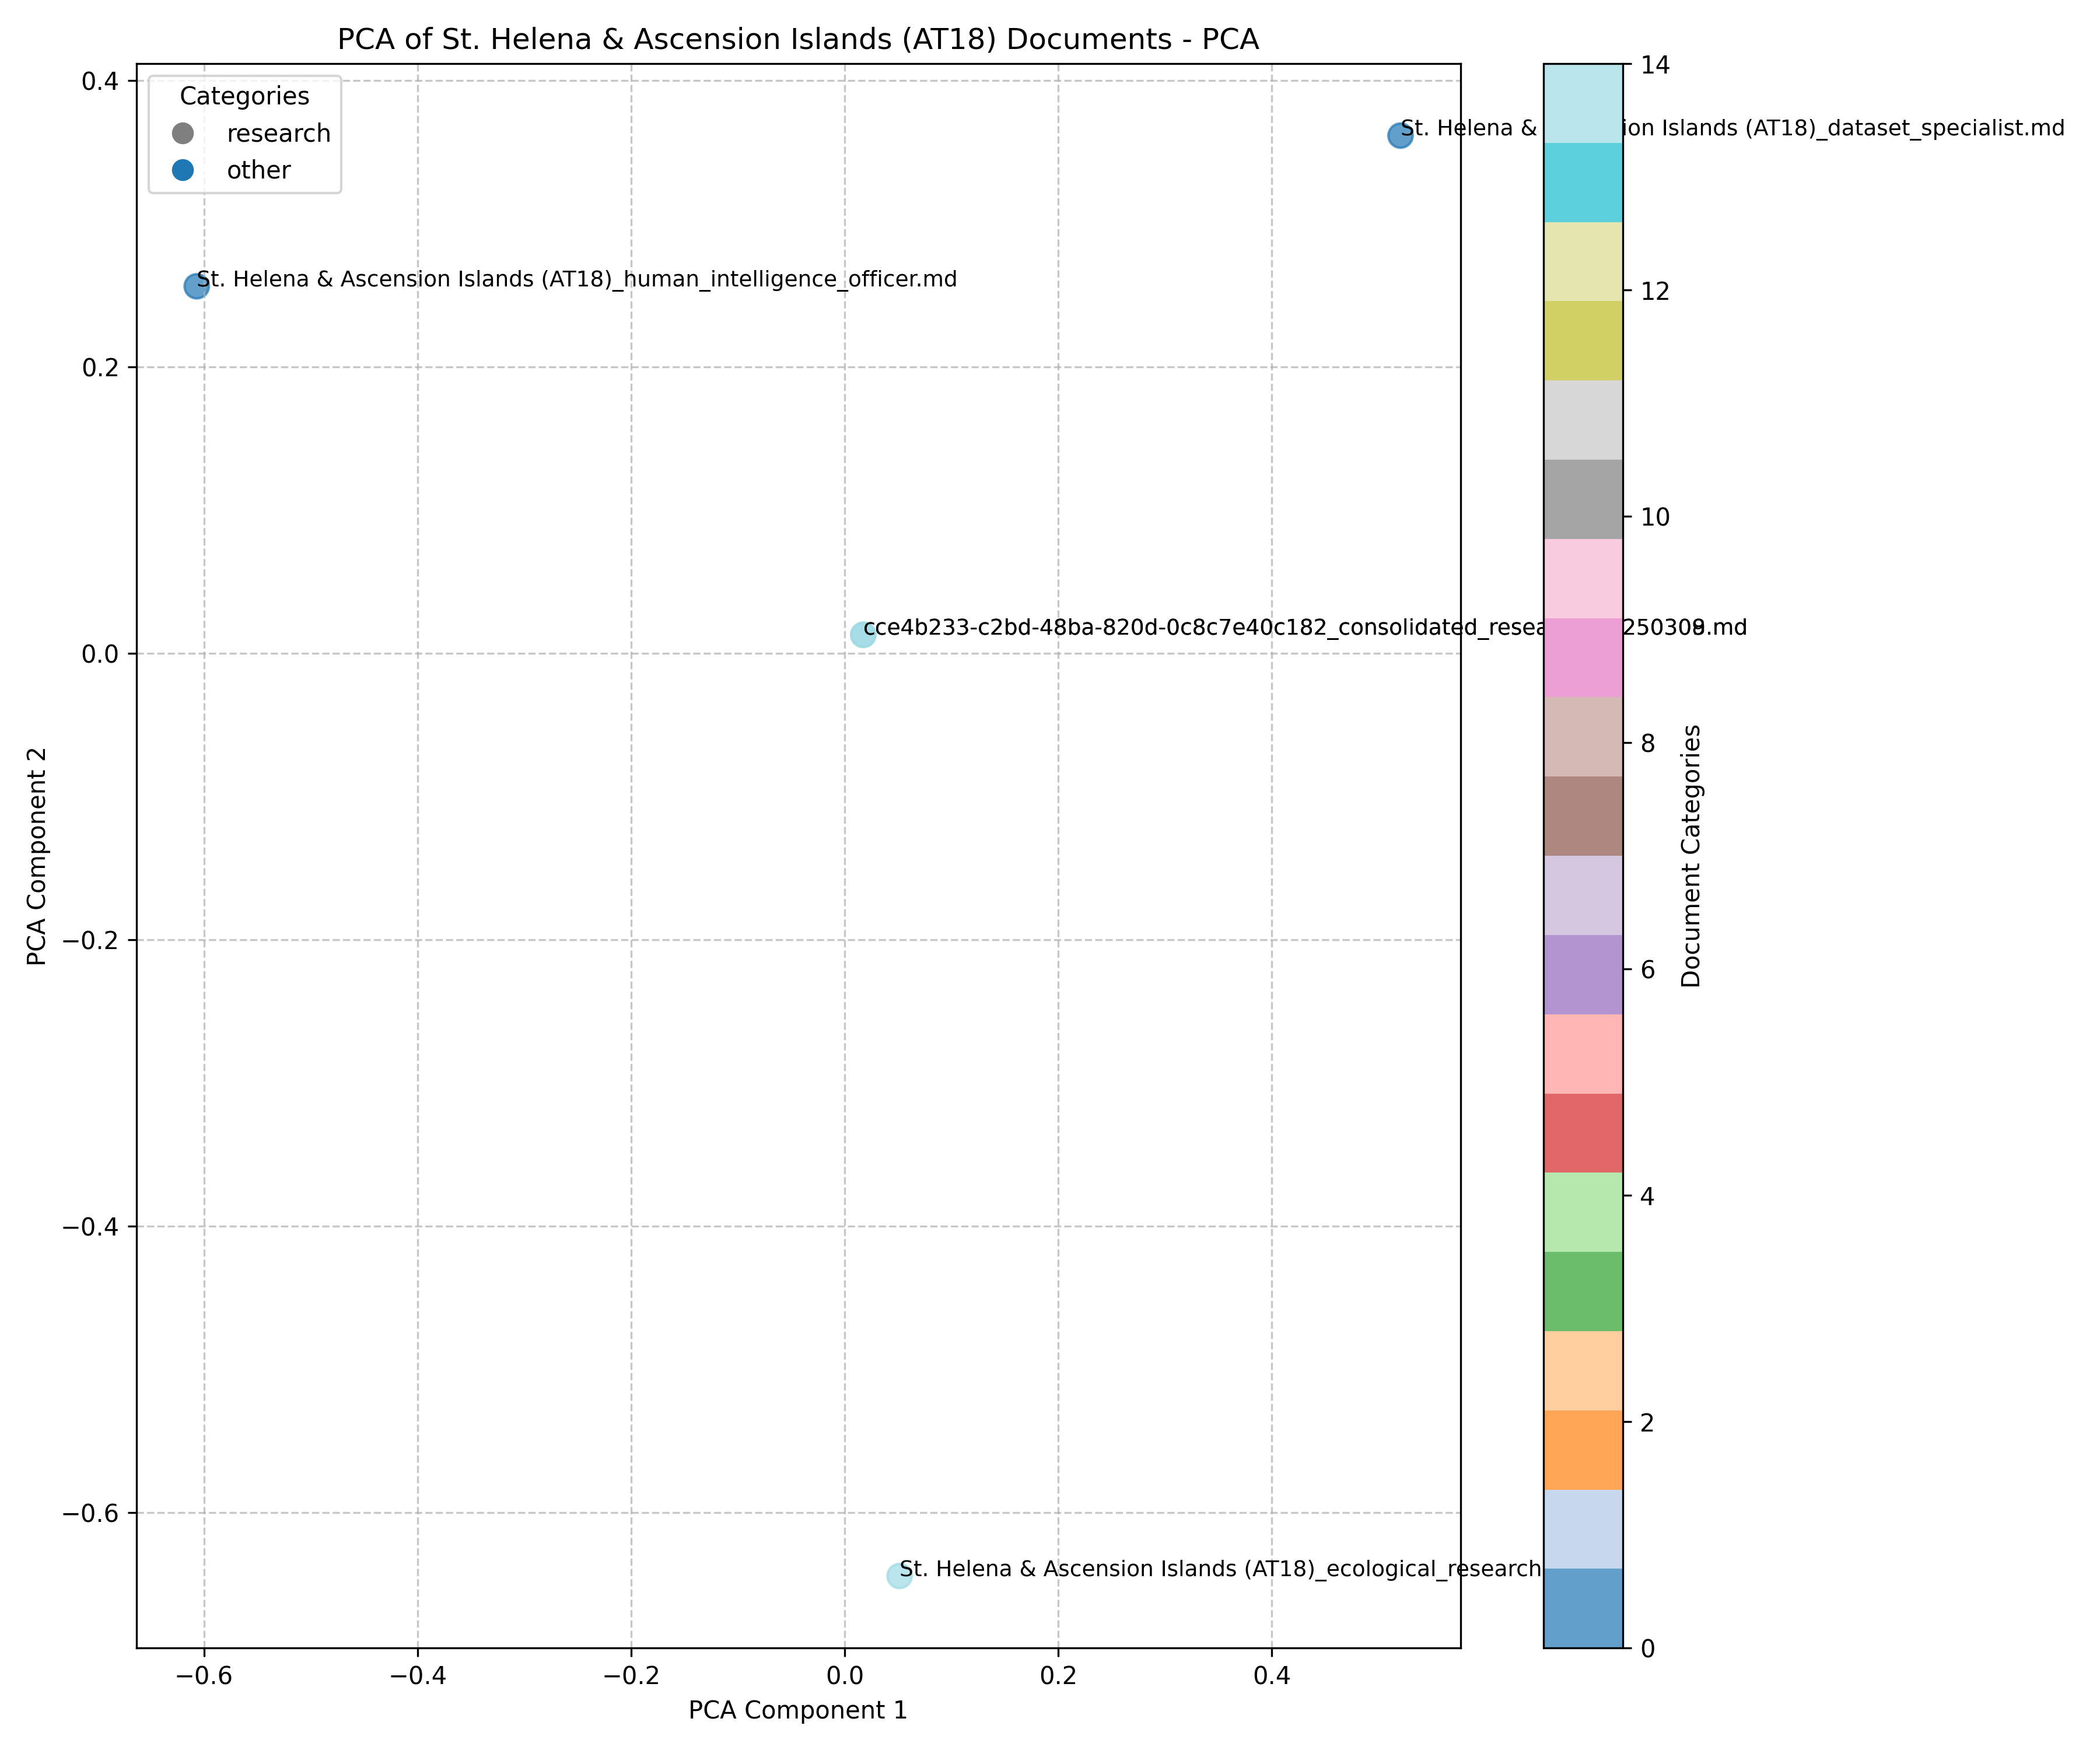 PCA of St. Helena & Ascension Islands (AT18) Documents - PCA
Categories
research
other
St. Helena & ion Islands (AT18)_dataset_specialist.md
St. Helena & Ascension Islands (AT18)_human_intelligence_officer.md
cce4b233-c2bd-48ba-820d-0c8c7e40c182_consolidated_resea
St. Helena & Ascension Islands (AT18)_ecological_research
0.4
0.2
0.0
−0.2
−0.4
−0.6
PCA Component 2
−0.6
−0.4
−0.2
0.0
0.2
0.4
PCA Component 1
14
12
10
8
6
4
2
0
Document Categories